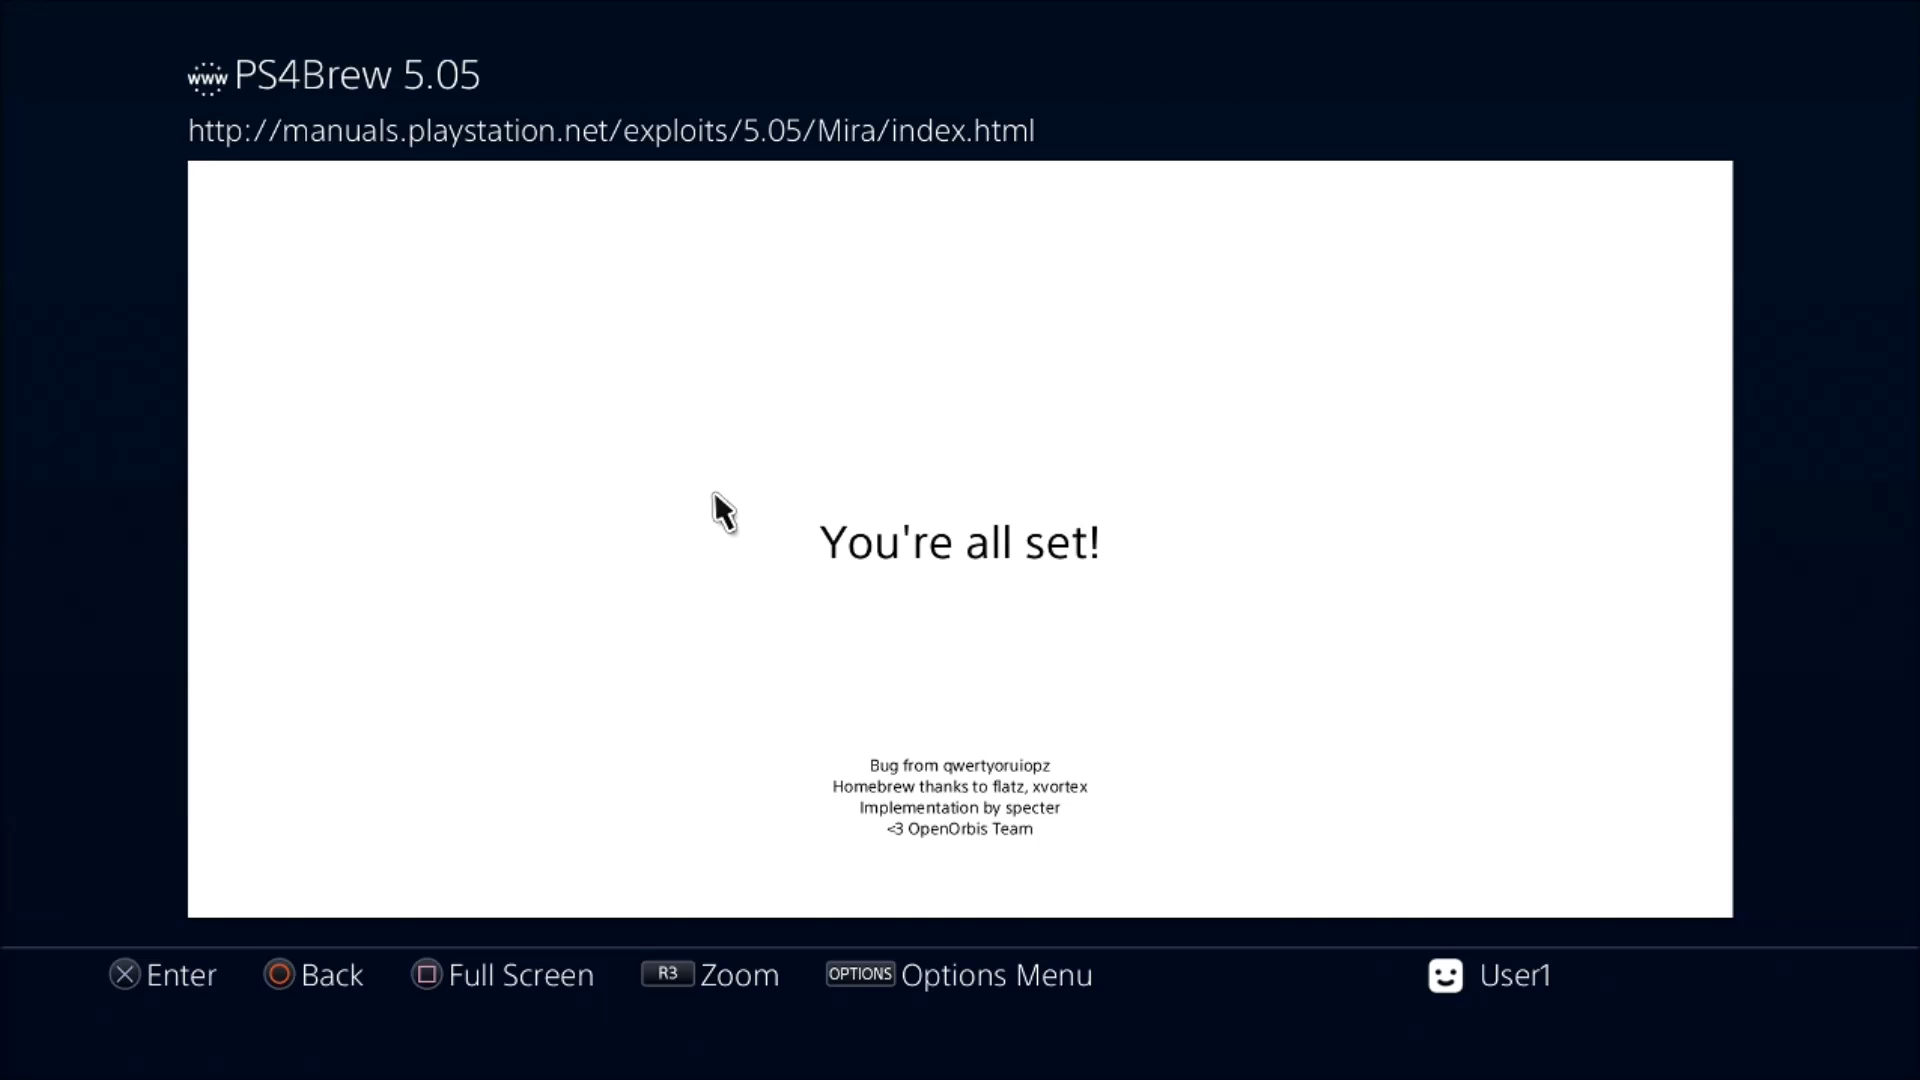 www PS4Brew 5.05
http://manuals.playstation.net/exploits/5.05/Mira/index.html
You're all set!
Bug from qwertyoruiopz
Homebrew thanks to flatz, xvortex
Implementation by specter
<3 OpenOrbis Team
Enter Back Full Screen R3 Zoom OPTIONS Options Menu User1